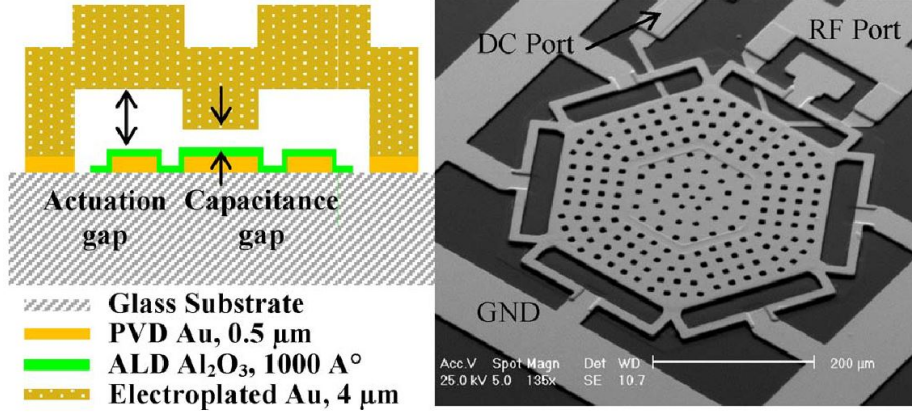 Actuation gap
Capacitance gap
Glass Substrate
PVD Au, 0.5 µm
ALD Al₂O₃, 1000 A°
Electroplated Au, 4 µm
DC Port
RF Port
GND
Acc.V Spot Magn Det WD
25.0 kV 5.0 135x SE 10.7
200 µm